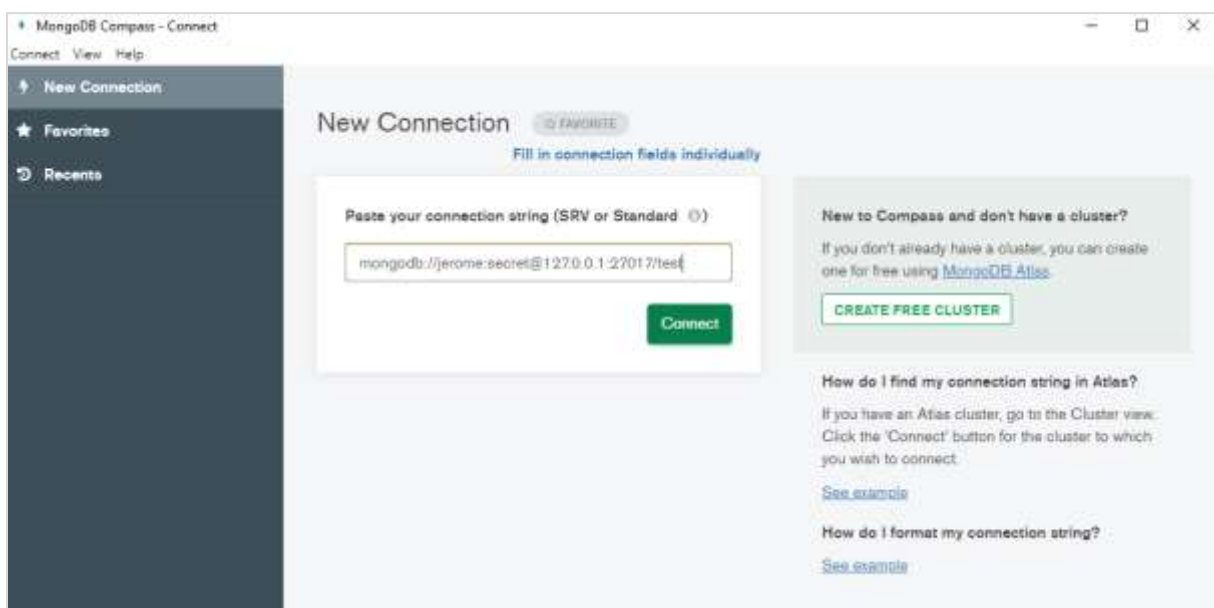 MongoDB Compass - Connect
Connect View Help
New Connection
Favorites
Recents
New Connection
FAVORITE
Fill in connection fields individually
Paste your connection string (SRV or Standard)
mongodb://jerome:secret@127.0.0.1:27017/test
Connect
New to Compass and don't have a cluster?
If you don't already have a cluster, you can create
one for free using MongoDB Atlas.
CREATE FREE CLUSTER
How do I find my connection string in Atlas?
If you have an Atlas cluster, go to the Cluster view.
Click the 'Connect' button for the cluster to which
you wish to connect.
See example
How do I format my connection string?
See example